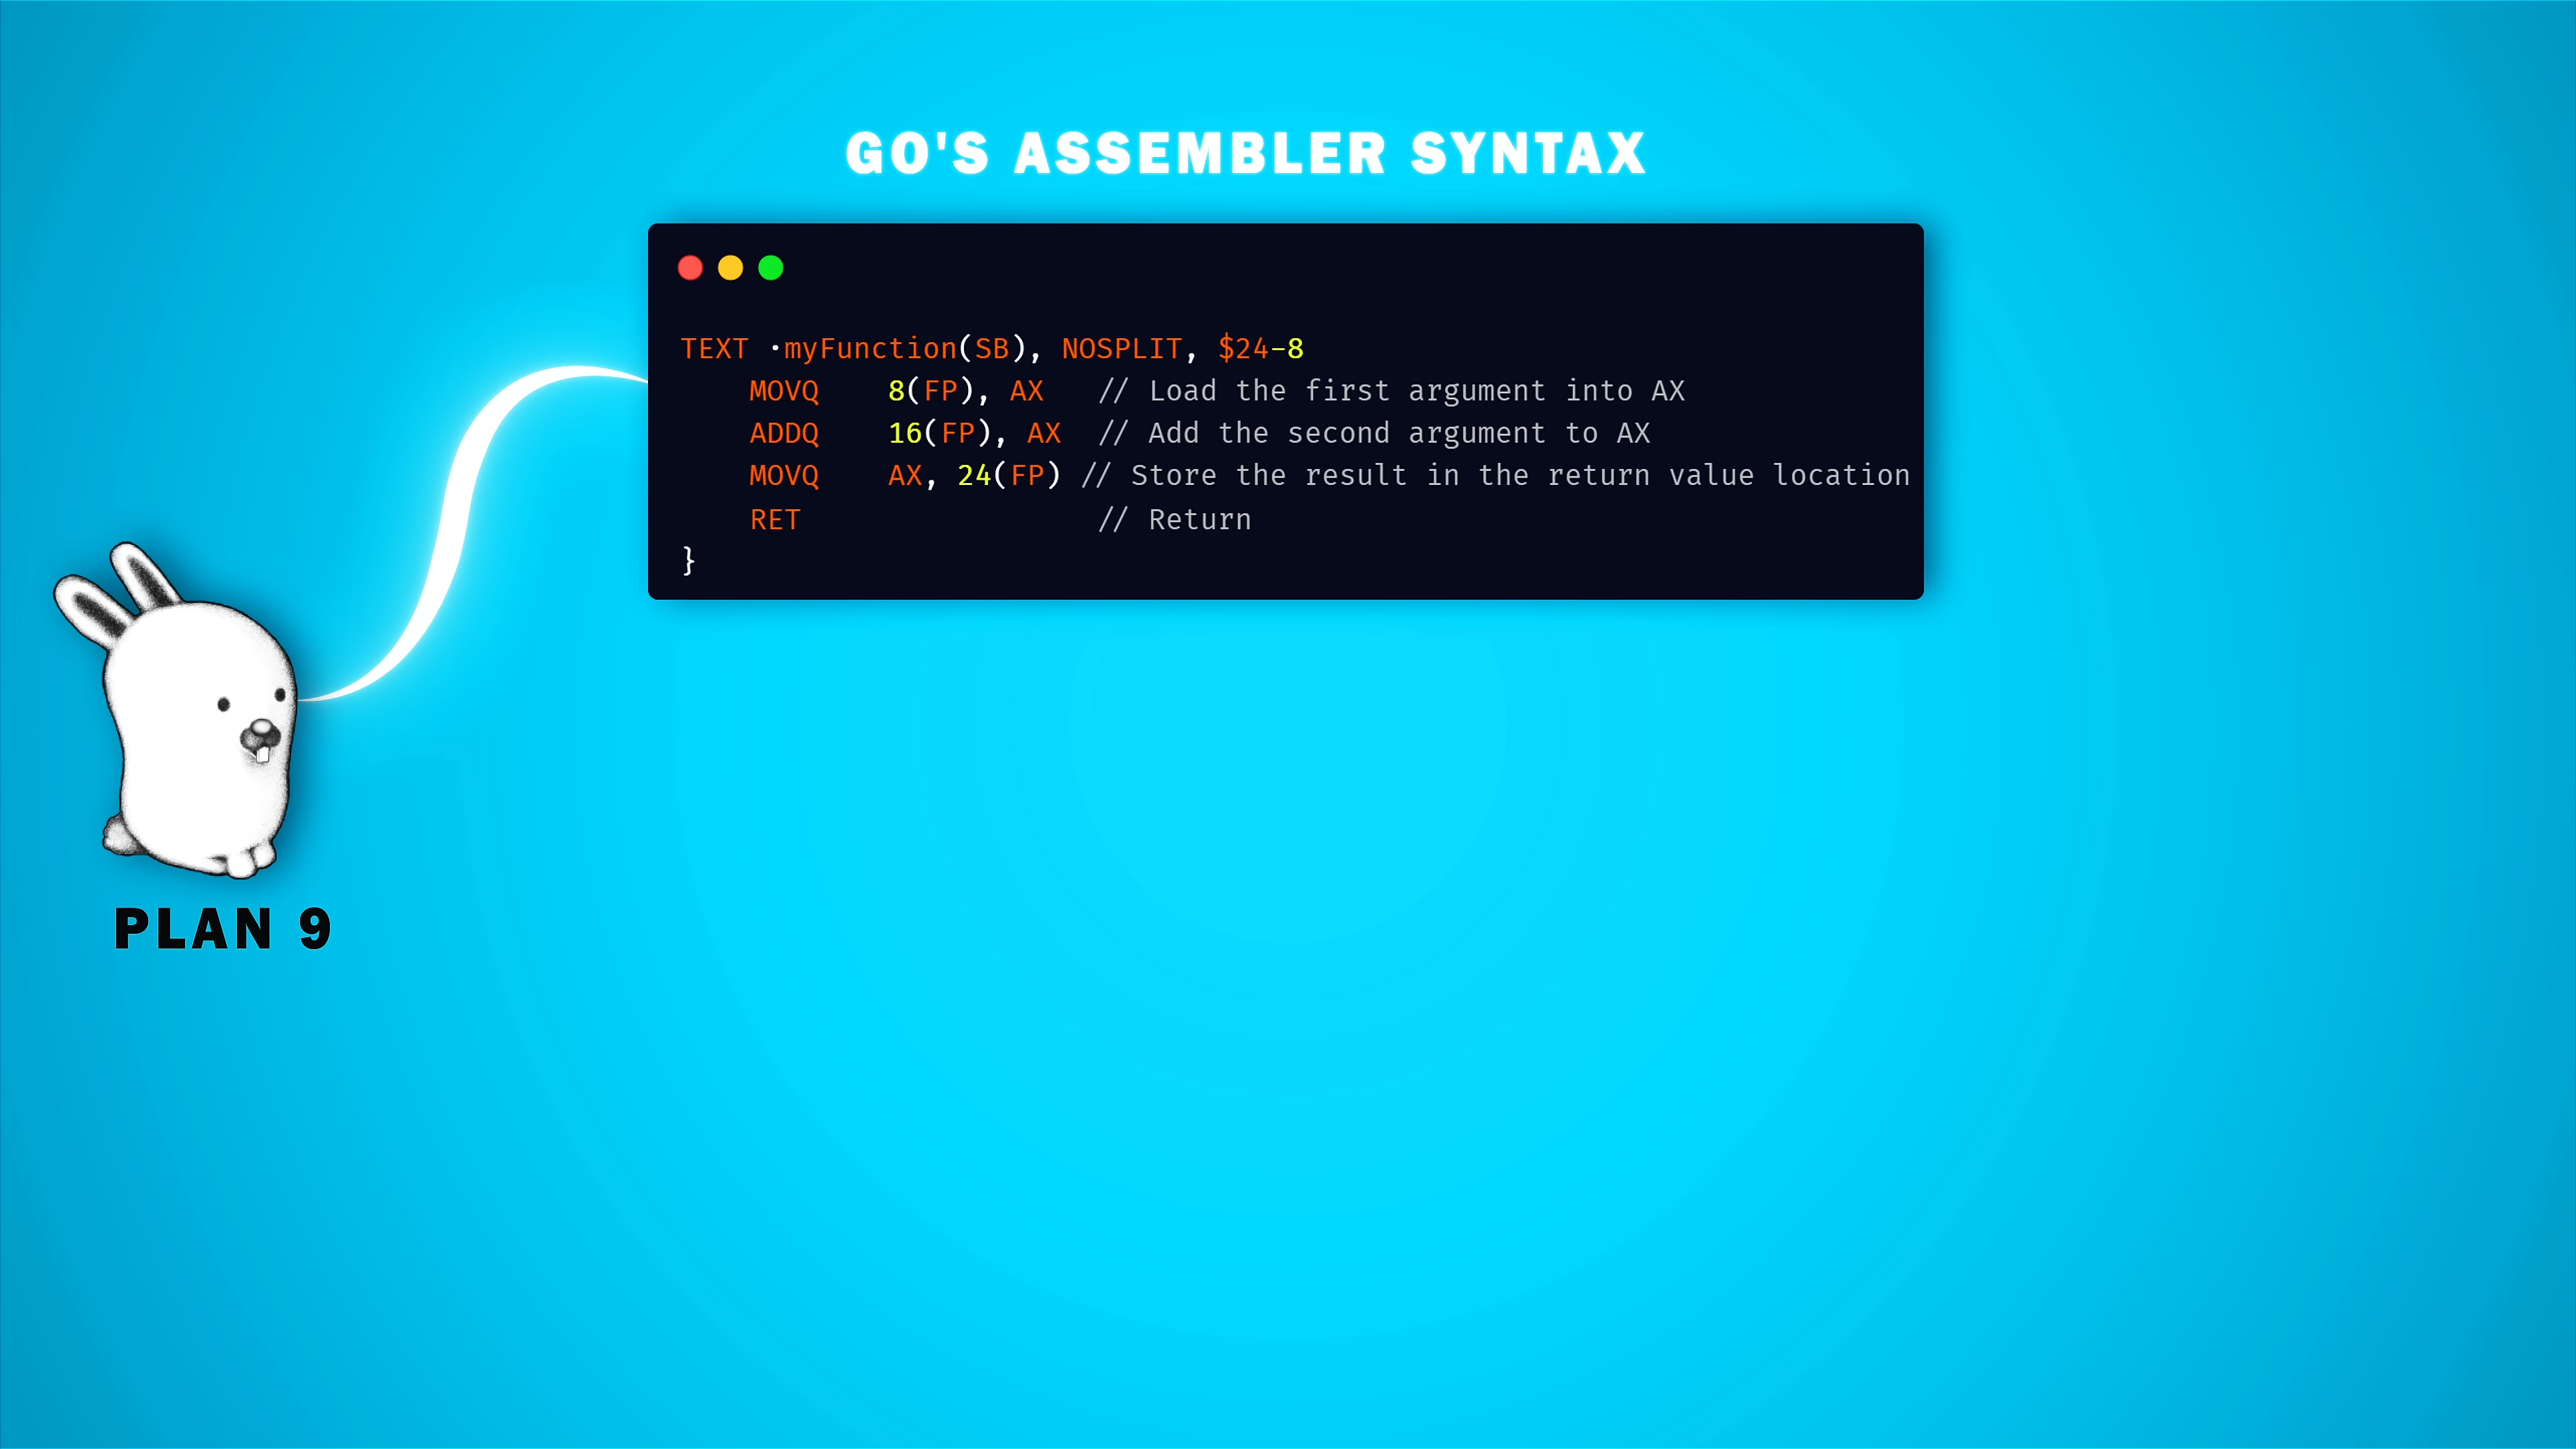 GO'S ASSEMBLER SYNTAX
TEXT ·myFunction(SB), NOSPLIT, $24-8
    MOVQ    8(FP), AX   // Load the first argument into AX
    ADDQ    16(FP), AX  // Add the second argument to AX
    MOVQ    AX, 24(FP) // Store the result in the return value location
    RET                 // Return
}
PLAN 9